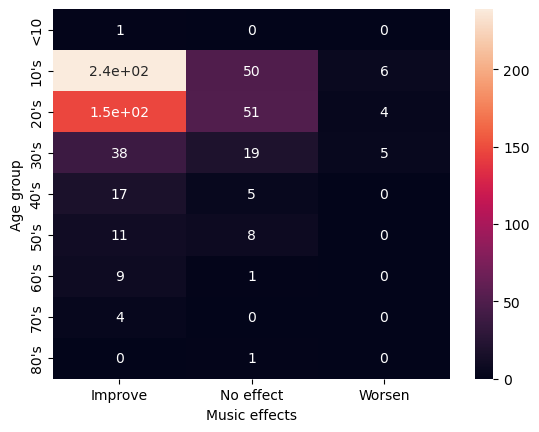 <10 1 0 0
10's 2.4e+02 50 6
20's 1.5e+02 51 4
30's 38 19 5
40's 17 5 0
50's 11 8 0
60's 9 1 0
70's 4 0 0
80's 0 1 0
Improve No effect Worsen
Music effects
Age group
200
150
100
50
0